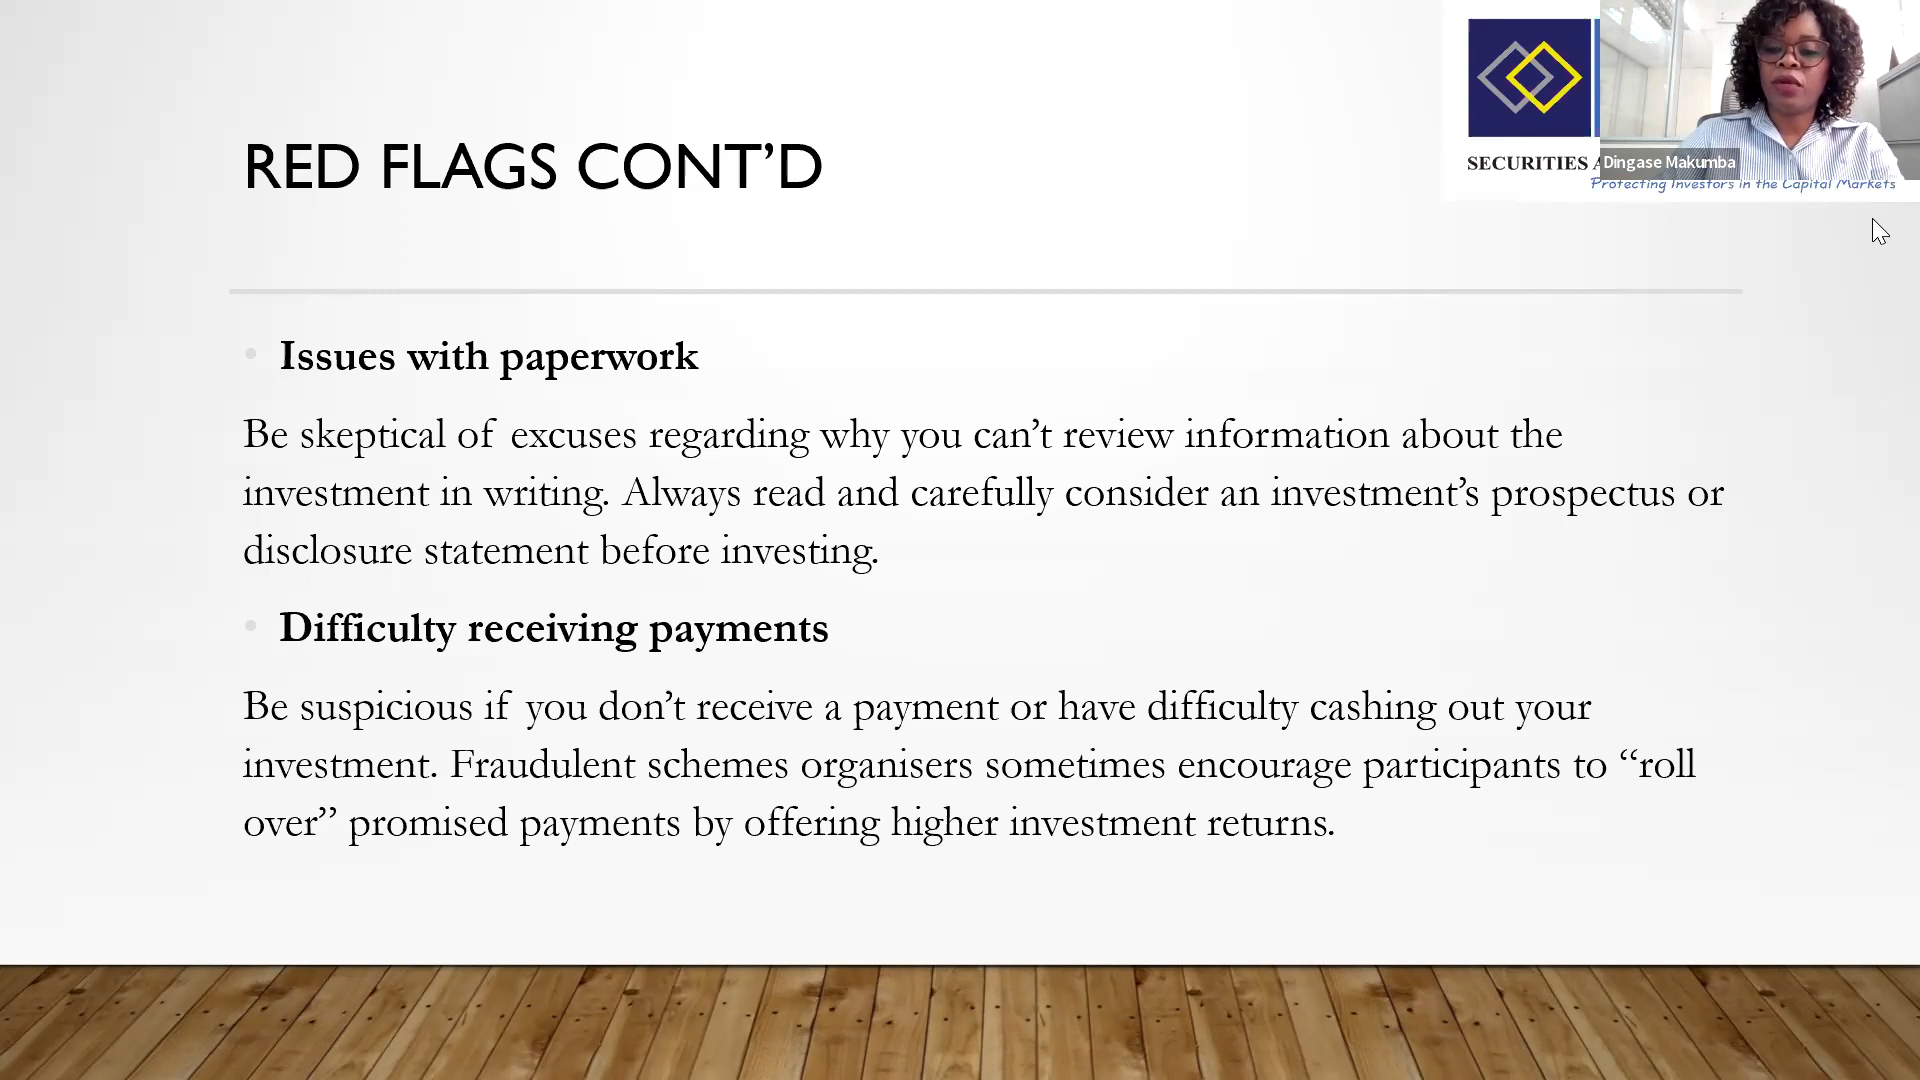 RED FLAGS CONT’D
SECURITIES
Dingase Makumba
Protecting Investors in the Capital Markets
• Issues with paperwork
Be skeptical of excuses regarding why you can’t review information about the
investment in writing. Always read and carefully consider an investment’s prospectus or
disclosure statement before investing.
• Difficulty receiving payments
Be suspicious if you don’t receive a payment or have difficulty cashing out your
investment. Fraudulent schemes organisers sometimes encourage participants to “roll
over” promised payments by offering higher investment returns.